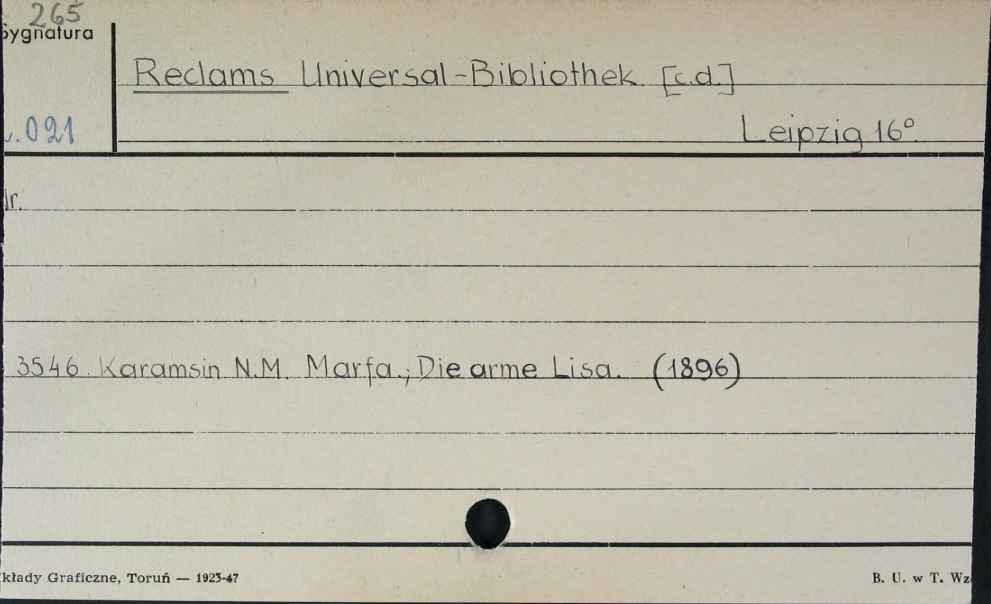 265
Sygnatura
Reclams Universal-Bibliothek [c.d.]
.021
Leipzig 16°.
3546. Karamsin N.M. Marfa.; Die arme Lisa. (1896)
kłady Graficzne, Toruń — 1923-47
B. U. w T. Wz